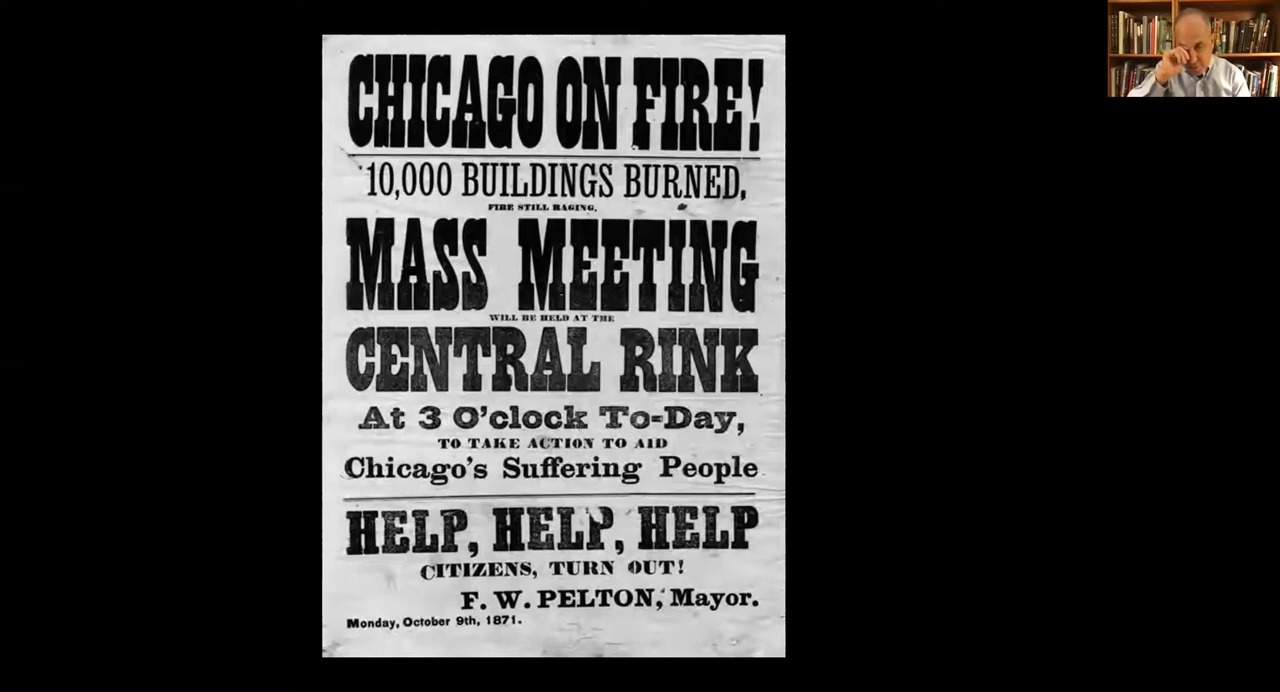 CHICAGO ON FIRE!
10,000 BUILDINGS BURNED,
FIRE STILL RAGING.
MASS MEETING
WILL BE HELD AT THE
CENTRAL RINK
At 3 O'clock To-Day,
TO TAKE ACTION TO AID
Chicago's Suffering People
HELP, HELP, HELP
CITIZENS, TURN OUT!
F. W. PELTON, Mayor.
Monday, October 9th, 1871.